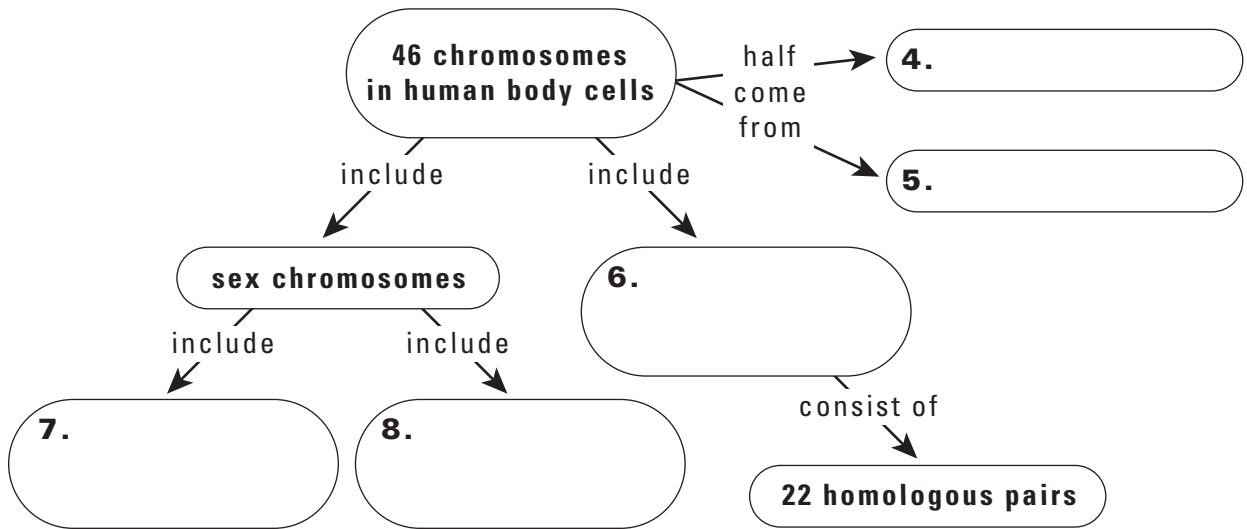 46 chromosomes
in human body cells
half
come
from
4.
5.
include
include
sex chromosomes
6.
include
include
7.
8.
consist of
22 homologous pairs